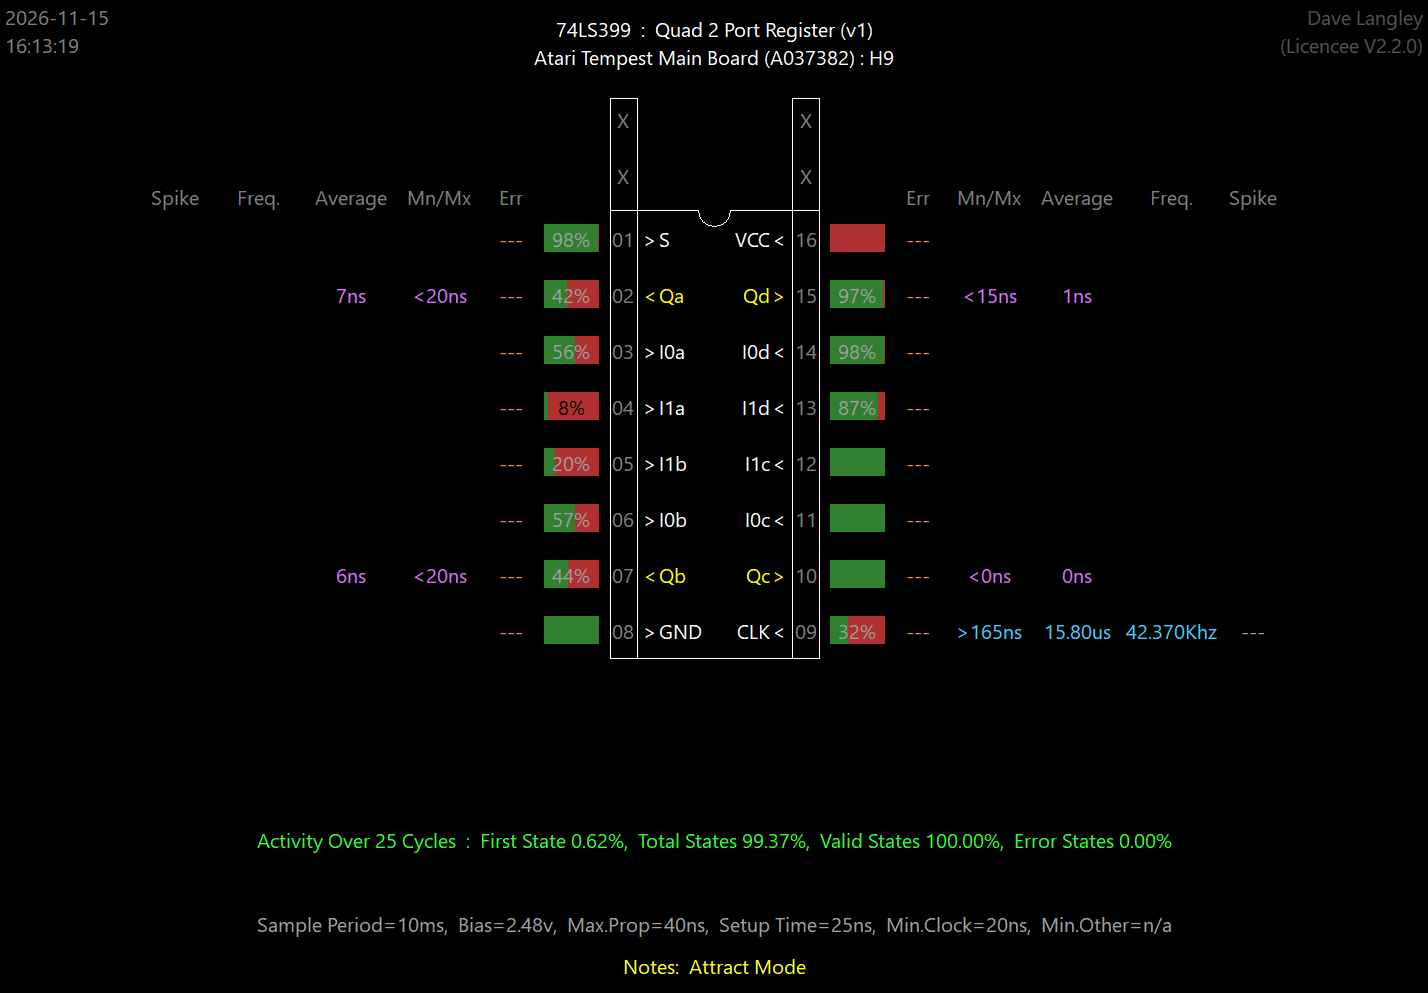 2026-11-15
16:13:19
74LS399 : Quad 2 Port Register (v1)
Atari Tempest Main Board (A037382) : H9
Dave Langley
(Licencee V2.2.0)
X X
X X
Spike Freq. Average Mn/Mx Err Err Mn/Mx Average Freq. Spike
--- 98% 01 >S VCC< 16 ---
7ns <20ns --- 42% 02 <Qa Qd> 15 97% --- <15ns 1ns
--- 56% 03 >I0a I0d< 14 98% ---
--- 8% 04 >I1a I1d< 13 87% ---
--- 20% 05 >I1b I1c< 12 ---
--- 57% 06 >I0b I0c< 11 ---
6ns <20ns --- 44% 07 <Qb Qc> 10 --- <0ns 0ns
--- 08 >GND CLK< 09 32% --- >165ns 15.80us 42.370Khz ---
Activity Over 25 Cycles : First State 0.62%, Total States 99.37%, Valid States 100.00%, Error States 0.00%
Sample Period=10ms, Bias=2.48v, Max.Prop=40ns, Setup Time=25ns, Min.Clock=20ns, Min.Other=n/a
Notes: Attract Mode